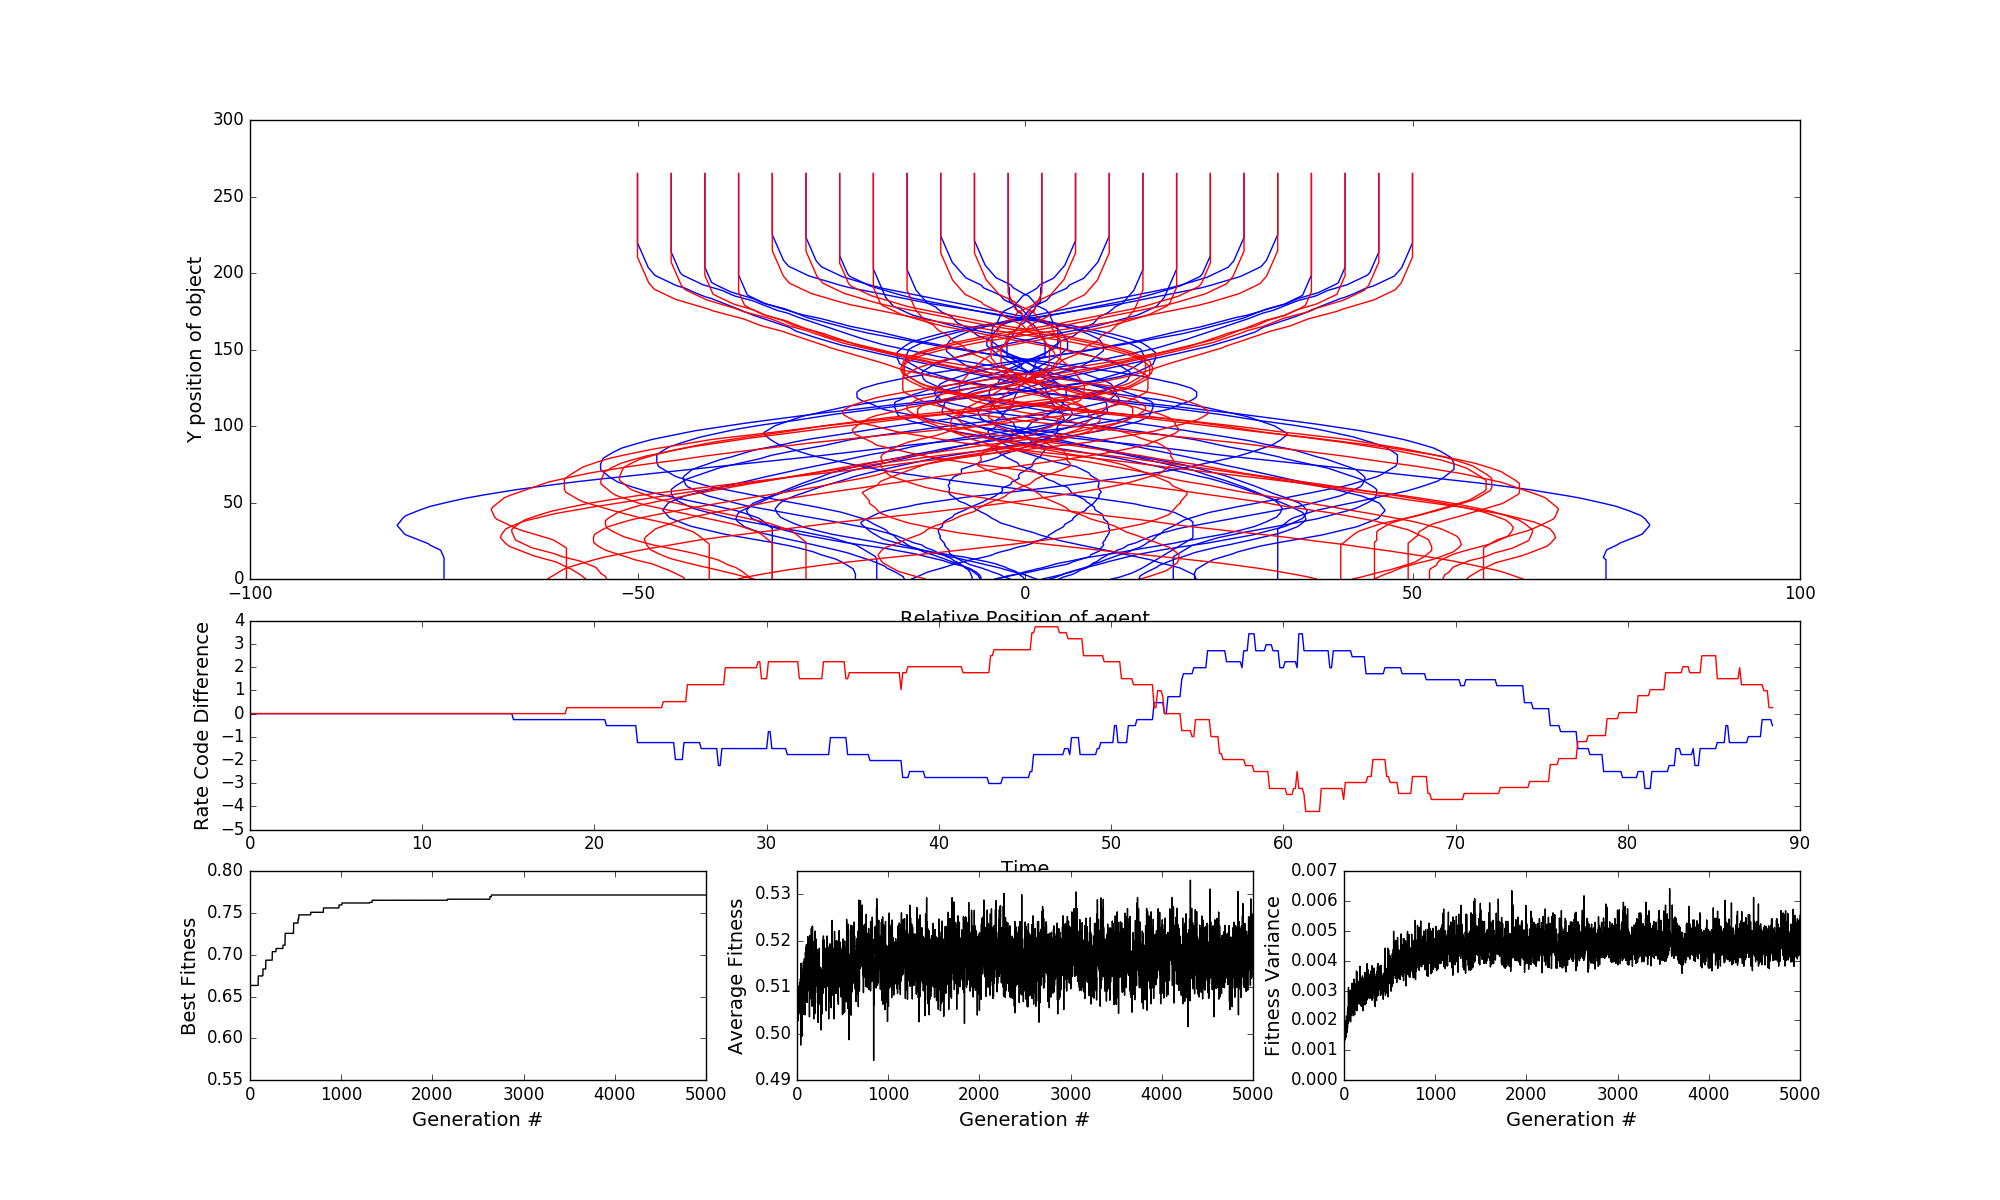 300
250
200
150
100
50
0
Y position of object
−100 −50 0 50 100
Relative Position of agent
4
3
2
1
0
−1
−2
−3
−4
−5
Rate Code Difference
0 10 20 30 40 50 60 70 80 90
Time
0.80
0.75
0.70
0.65
0.60
0.55
Best Fitness
0 1000 2000 3000 4000 5000
Generation #
0.53
0.52
0.51
0.50
0.49
Average Fitness
0 1000 2000 3000 4000 5000
Generation #
0.007
0.006
0.005
0.004
0.003
0.002
0.001
0.000
Fitness Variance
0 1000 2000 3000 4000 5000
Generation #